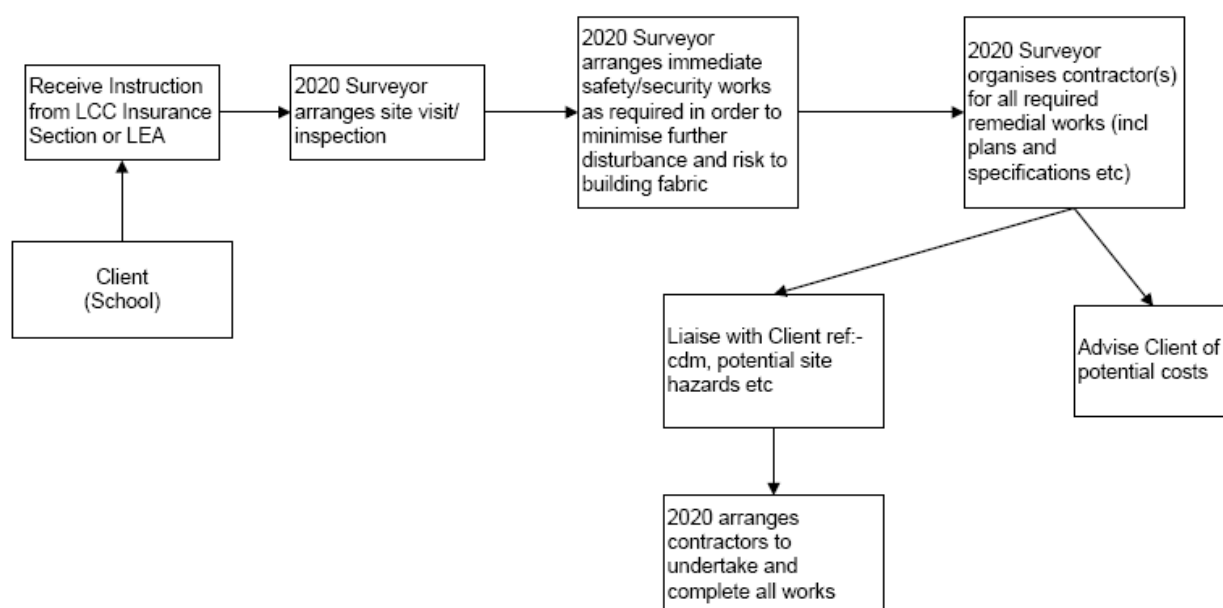 Receive Instruction
from LCC Insurance
Section or LEA
2020 Surveyor
arranges site visit/
inspection
2020 Surveyor
arranges immediate
safety/security works
as required in order to
minimise further
disturbance and risk to
building fabric
2020 Surveyor
organises contractor(s)
for all required
remedial works (incl
plans and
specifications etc)
Client
(School)
Liaise with Client ref:-
cdm, potential site
hazards etc
Advise Client of
potential costs
2020 arranges
contractors to
undertake and
complete all works